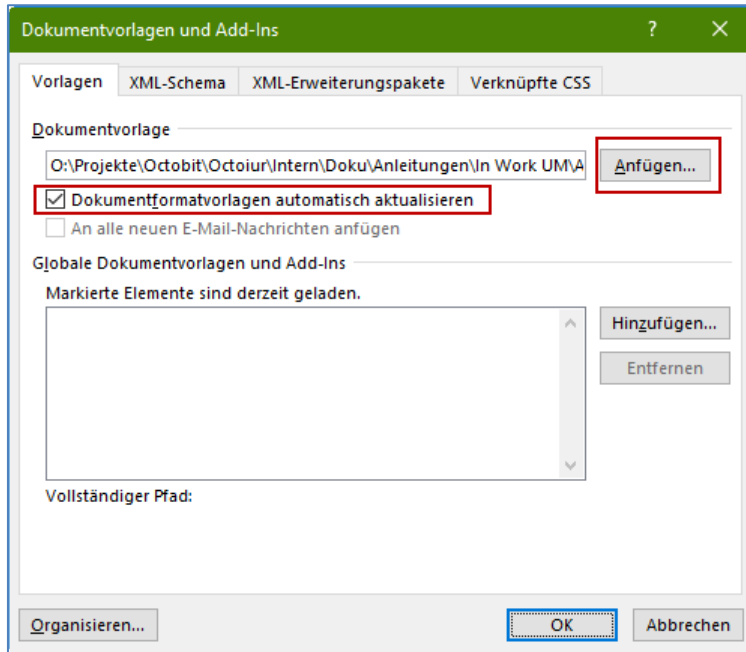 Dokumentvorlagen und Add-Ins ? ✕
Vorlagen XML-Schema XML-Erweiterungspakete Verknüpfte CSS
Dokumentvorlage
O:\Projekte\Octobit\Octoiur\Intern\Doku\Anleitungen\In Work UM\A Anfügen...
Dokumentformatvorlagen automatisch aktualisieren
An alle neuen E-Mail-Nachrichten anfügen
Globale Dokumentvorlagen und Add-Ins
Markierte Elemente sind derzeit geladen.
Hinzufügen...
Entfernen
Vollständiger Pfad:
Organisieren... OK Abbrechen